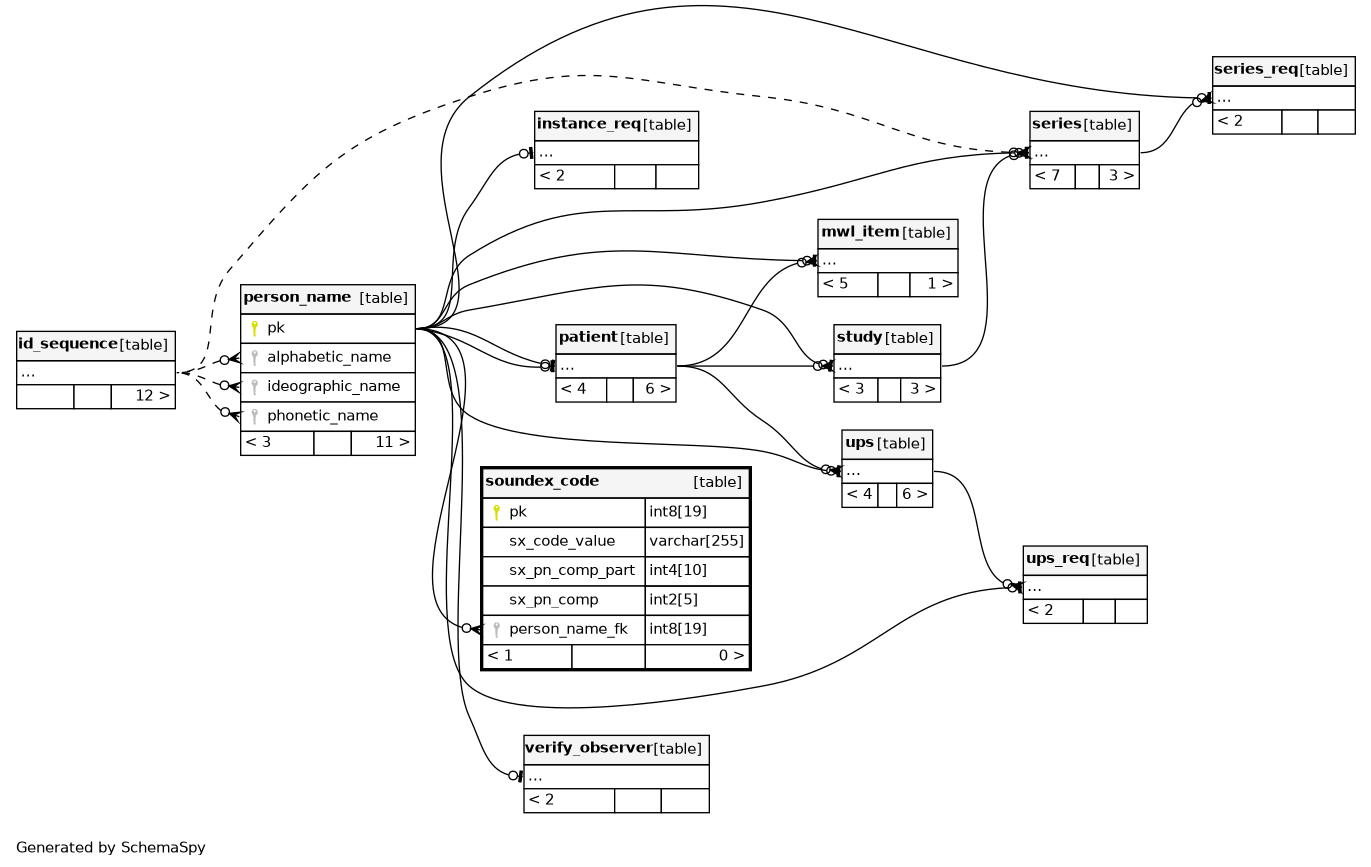 series_req [table]
...
< 2
instance_req [table]
...
< 2
series [table]
...
< 7 3 >
mwl_item [table]
...
< 5 1 >
person_name [table]
pk
alphabetic_name
ideographic_name
phonetic_name
< 3 11 >
id_sequence [table]
...
12 >
patient [table]
...
< 4 6 >
study [table]
...
< 3 3 >
ups [table]
...
< 4 6 >
soundex_code [table]
pk int8[19]
sx_code_value varchar[255]
sx_pn_comp_part int4[10]
sx_pn_comp int2[5]
person_name_fk int8[19]
< 1 0 >
ups_req [table]
...
< 2
verify_observer [table]
...
< 2
Generated by SchemaSpy